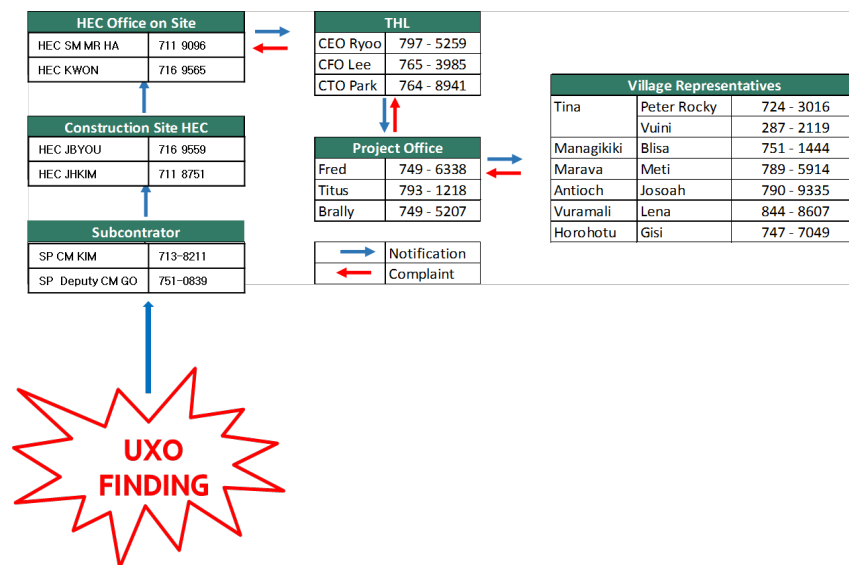 HEC Office on Site
HEC SM MR HA 711 9096
HEC KWON 716 9565
THL
CEO Ryoo 797 - 5259
CFO Lee 765 - 3985
CTO Park 764 - 8941
Village Representatives
Tina Peter Rocky 724 - 3016
Vuini 287 - 2119
Managikiki Blisa 751 - 1444
Marava Meti 789 - 5914
Antioch Josoah 790 - 9335
Vuramali Lena 844 - 8607
Horohotu Gisi 747 - 7049
Construction Site HEC
HEC JBYOU 716 9559
HEC JHKIM 711 8751
Project Office
Fred 749 - 6338
Titus 793 - 1218
Brally 749 - 5207
Subcontrator
SP CM KIM 713-8211
SP Deputy CM GO 751-0839
Notification
Complaint
UXO
FINDING